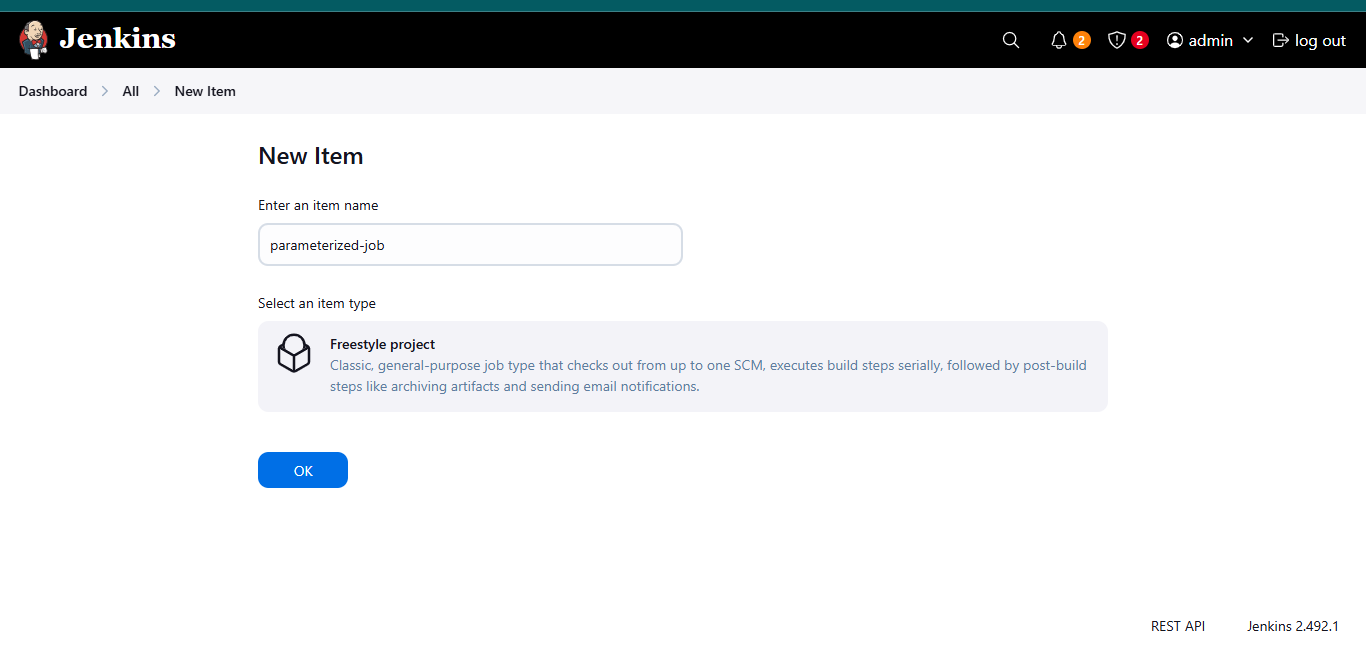 Jenkins
2
2
admin
log out
Dashboard
All
New Item
New Item
Enter an item name
parameterized-job
Select an item type
Freestyle project
Classic, general-purpose job type that checks out from up to one SCM, executes build steps serially, followed by post-build
steps like archiving artifacts and sending email notifications.
OK
REST API
Jenkins 2.492.1